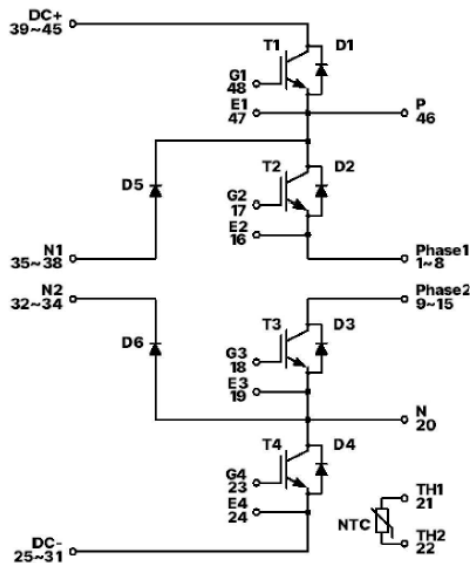 DC+
39~45
T1
D1
G1
48
E1
47
P
46
D5
T2
D2
G2
17
E2
16
N1
35~38
Phase1
1~8
N2
32~34
Phase2
9~15
D6
T3
D3
G3
18
E3
19
N
20
T4
D4
G4
23
E4
24
TH1
21
NTC
TH2
22
DC-
25~31